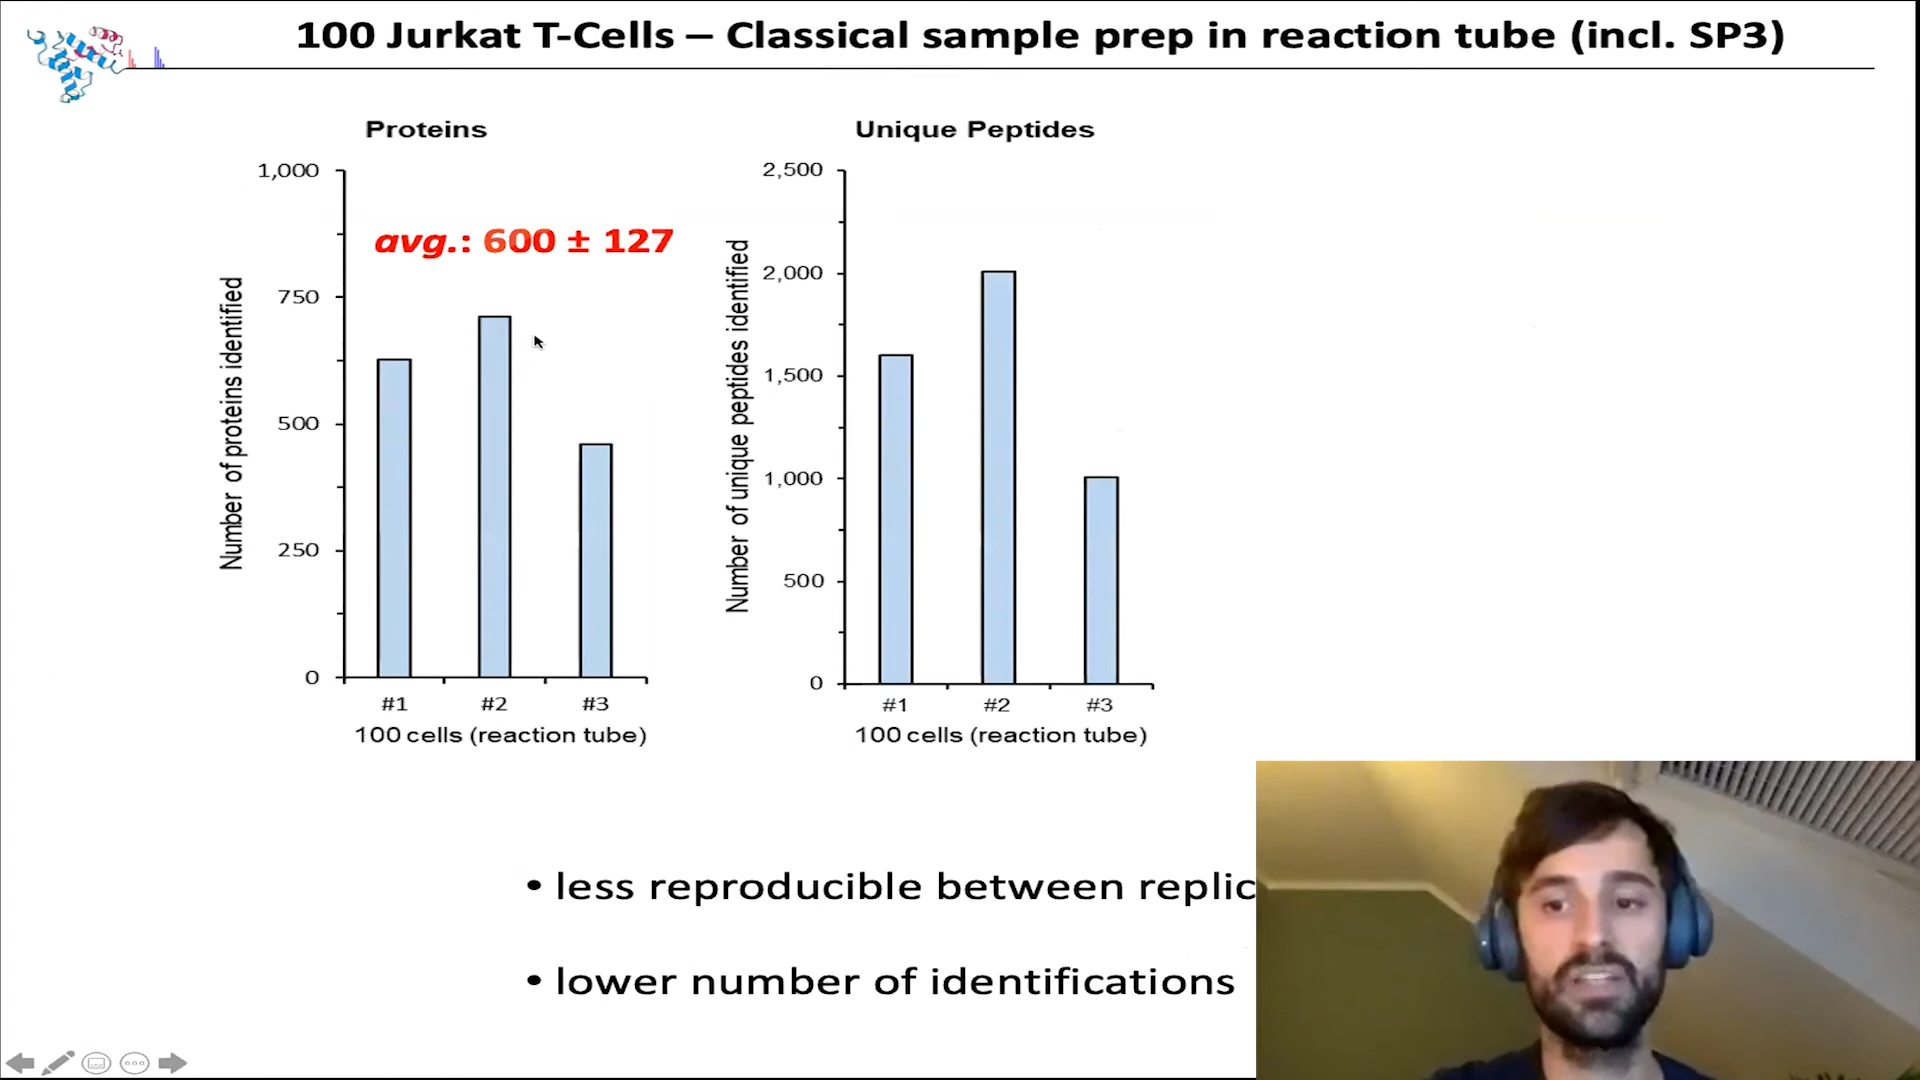 100 Jurkat T-Cells – Classical sample prep in reaction tube (incl. SP3)
Proteins
1,000
750
500
250
0
avg.: 600 ± 127
Number of proteins identified
#1 #2 #3
100 cells (reaction tube)
Unique Peptides
2,500
2,000
1,500
1,000
500
0
Number of unique peptides identified
#1 #2 #3
100 cells (reaction tube)
• less reproducible between replic
• lower number of identifications